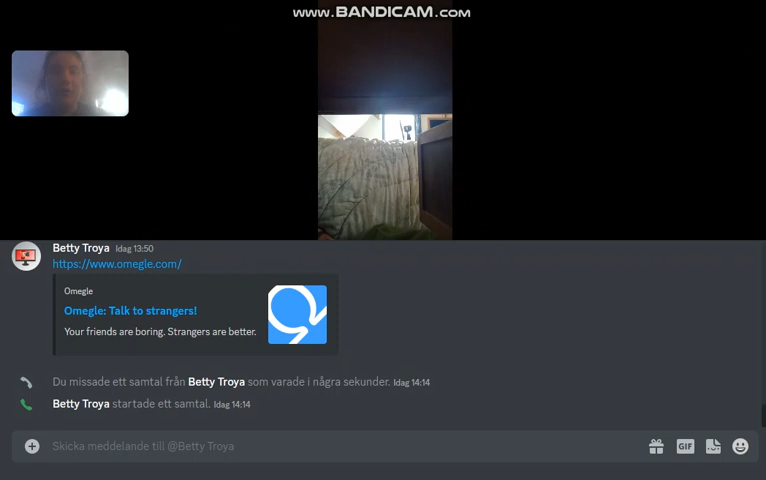 www.BANDICAM.com
Betty Troya Idag 13:50
https://www.omegle.com/
Omegle
Omegle: Talk to strangers!
Your friends are boring. Strangers are better.
Du missade ett samtal från Betty Troya som varade i några sekunder. Idag 14:14
Betty Troya startade ett samtal. Idag 14:14
Skicka meddelande till @Betty Troya
GIF